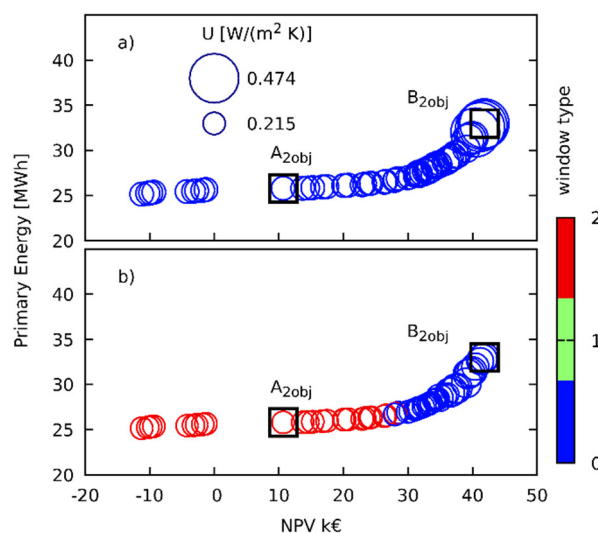 a)
U [W/(m² K)]
0.474
0.215
A2obj
B2obj
40
35
30
25
20
b)
A2obj
B2obj
40
35
30
25
20
-10 0 10 20 30 40 50
-20
NPV k€
Primary Energy [MWh]
window type
2
1
0